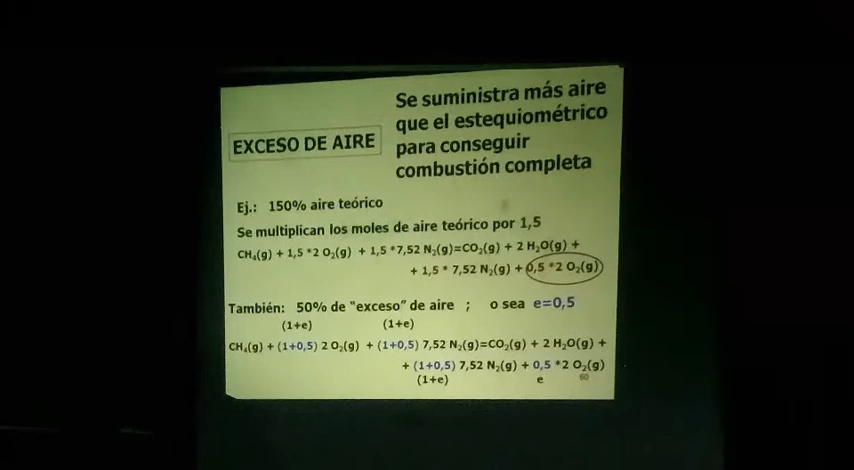 EXCESO DE AIRE
Se suministra más aire
que el estequiométrico
para conseguir
combustión completa
Ej.: 150% aire teórico
Se multiplican los moles de aire teórico por 1,5
CH₄(g) + 1,5 *2 O₂(g) + 1,5 *7,52 N₂(g)=CO₂(g) + 2 H₂O(g) +
+ 1,5 * 7,52 N₂(g) + 0,5 *2 O₂(g)
También: 50% de "exceso" de aire ; o sea e=0,5
(1+e) (1+e)
CH₄(g) + (1+0,5) 2 O₂(g) + (1+0,5) 7,52 N₂(g)=CO₂(g) + 2 H₂O(g) +
+ (1+0,5) 7,52 N₂(g) + 0,5 *2 O₂(g)
(1+e) e